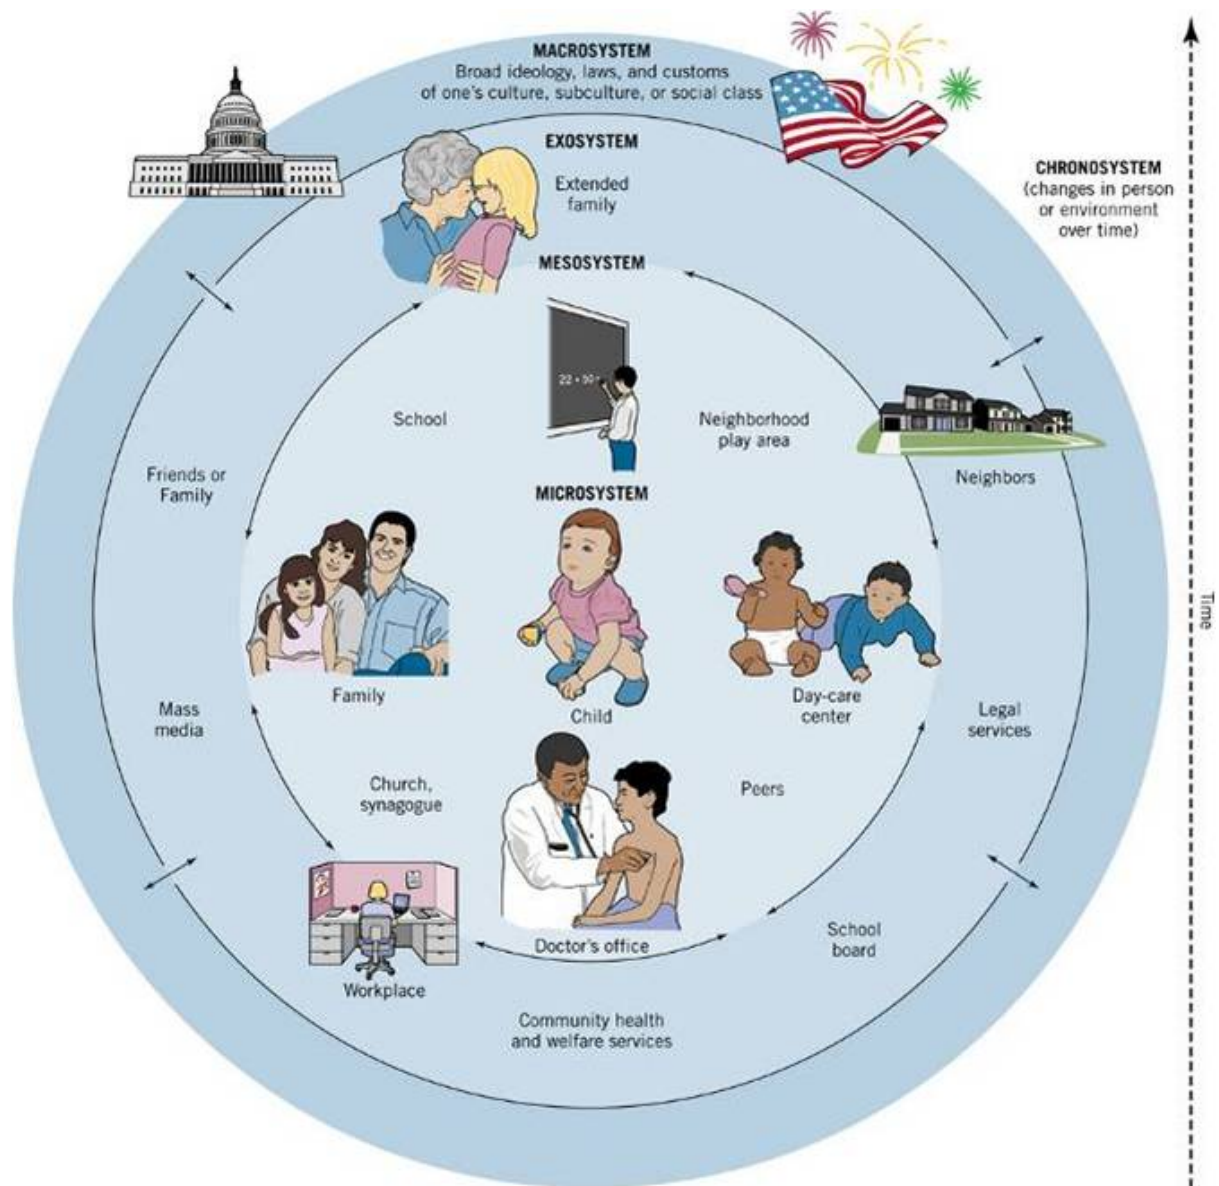 MACROSYSTEM
Broad ideology, laws, and customs
of one's culture, subculture, or social class
EXOSYSTEM
Extended
family
CHRONOSYSTEM
(changes in person
or environment
over time)
MESOSYSTEM
22 + 30 =
School
Neighborhood
play area
Friends or
Family
Neighbors
MICROSYSTEM
Time
Family
Child
Day-care
center
Mass
media
Legal
services
Church,
synagogue
Peers
School
board
Doctor's office
Workplace
Community health
and welfare services